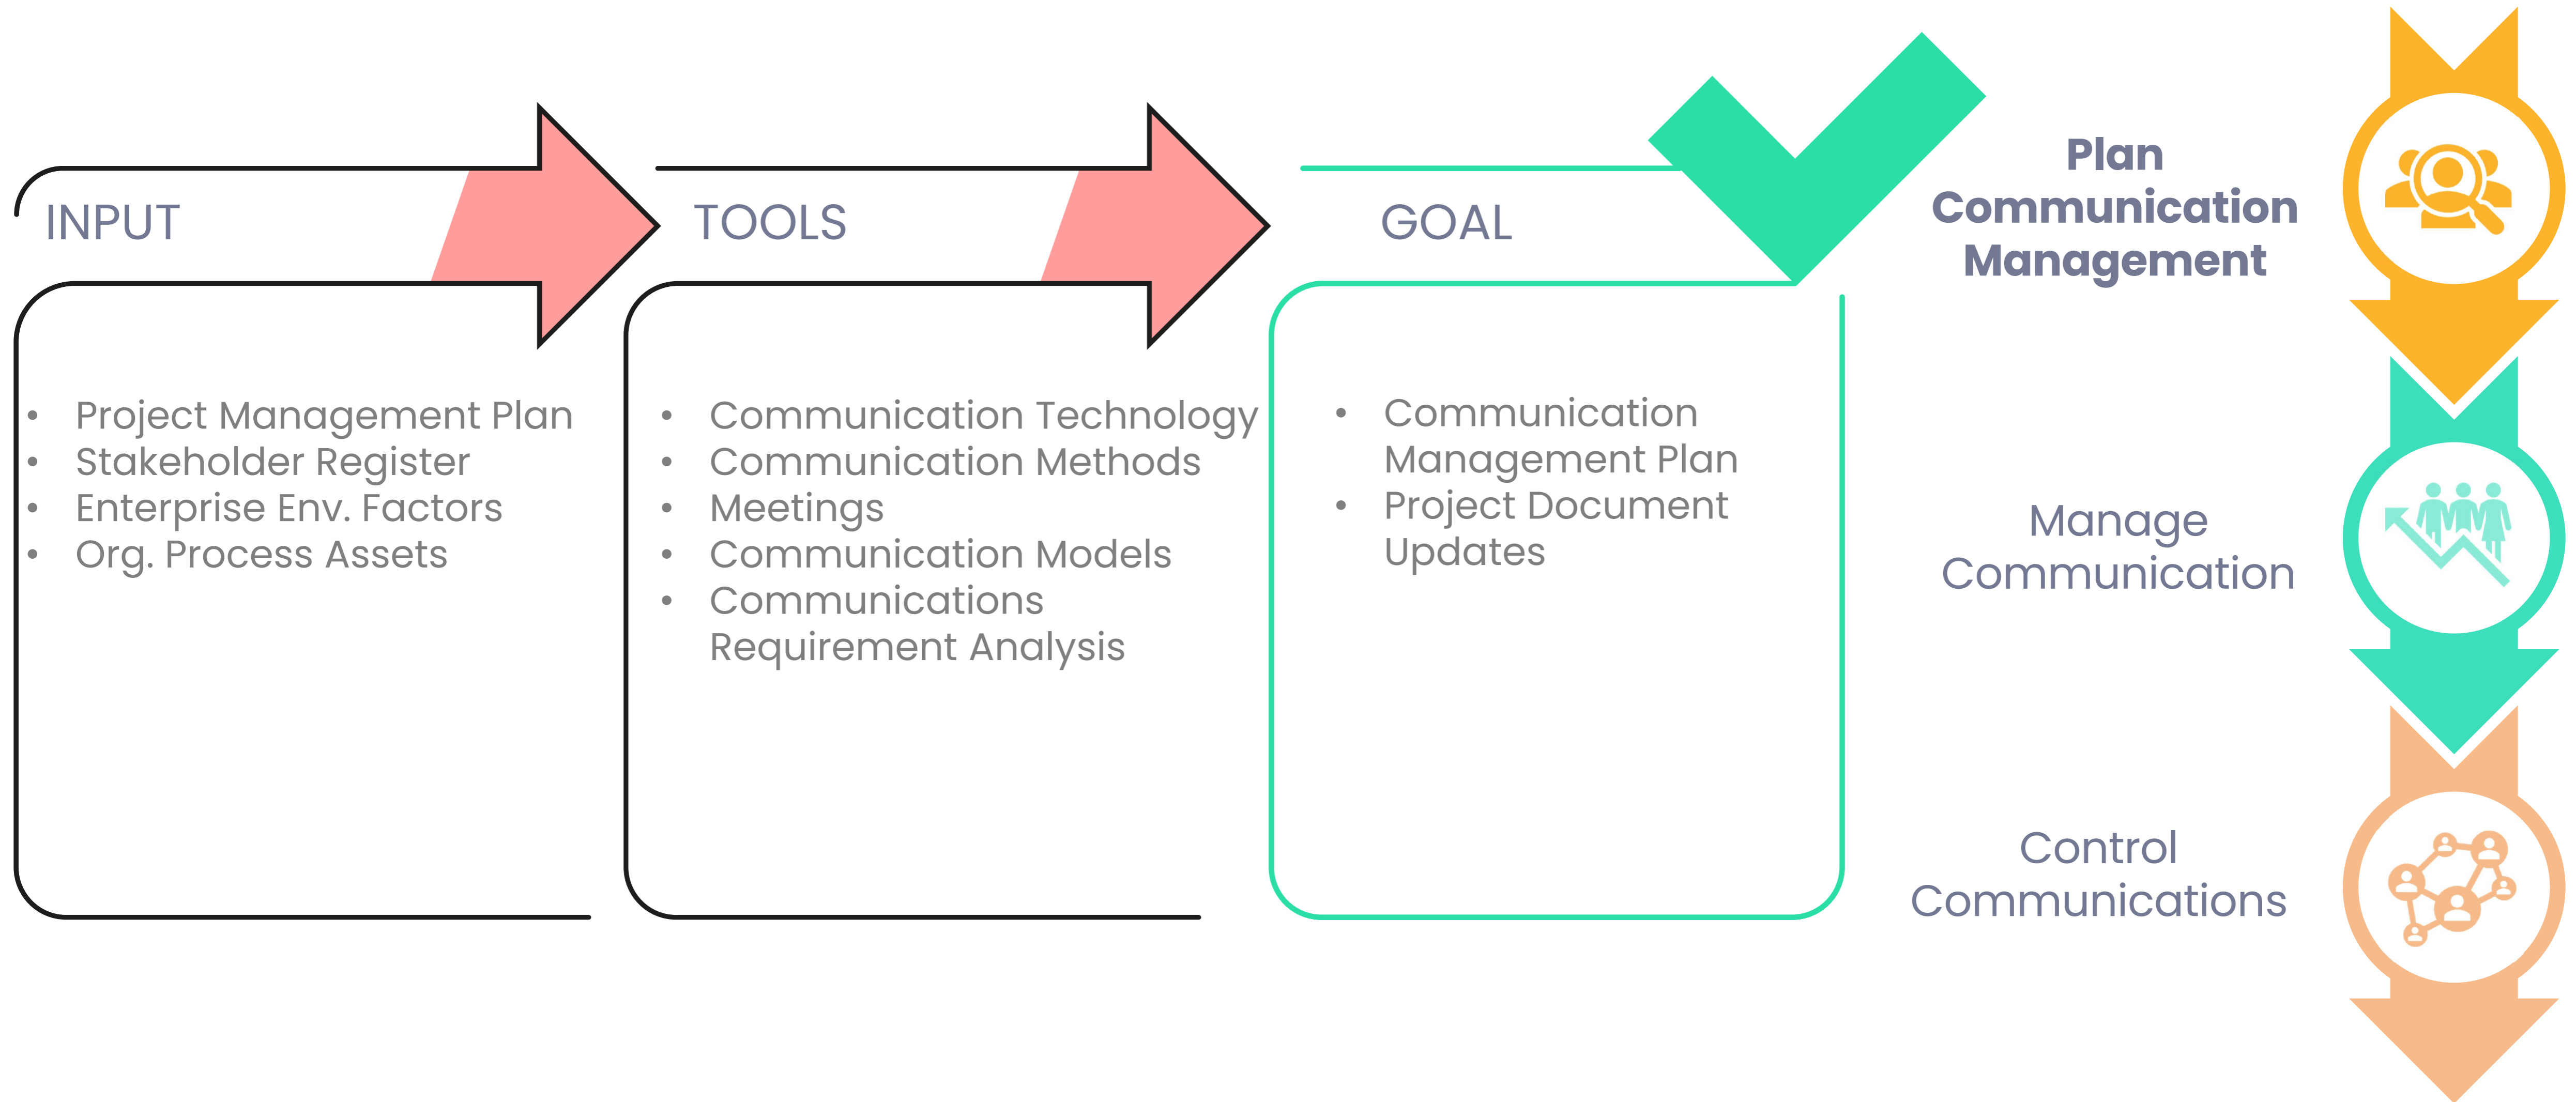 INPUT
• Project Management Plan
• Stakeholder Register
• Enterprise Env. Factors
• Org. Process Assets
TOOLS
• Communication Technology
• Communication Methods
• Meetings
• Communication Models
• Communications
Requirement Analysis
GOAL
• Communication
Management Plan
• Project Document
Updates
Plan
Communication
Management
Manage
Communication
Control
Communications